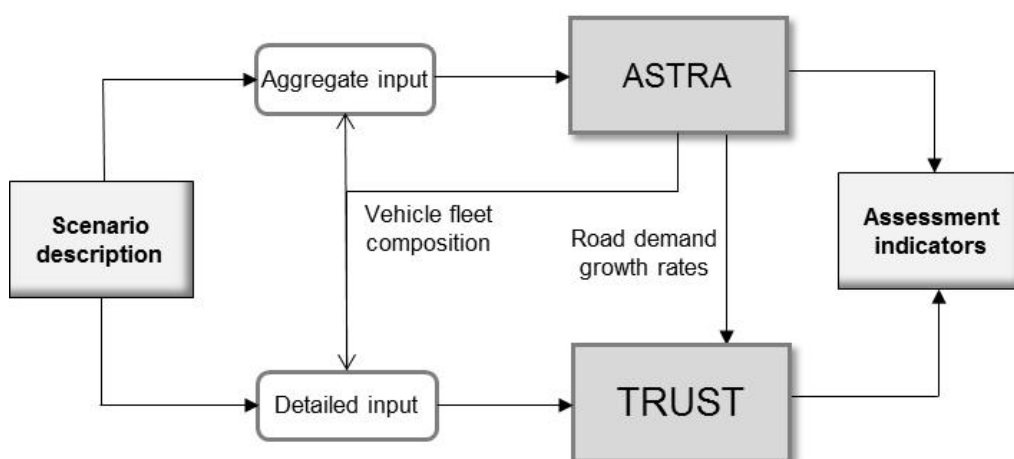 Aggregate input
ASTRA
Scenario
description
Vehicle fleet
composition
Road demand
growth rates
Assessment
indicators
Detailed input
TRUST